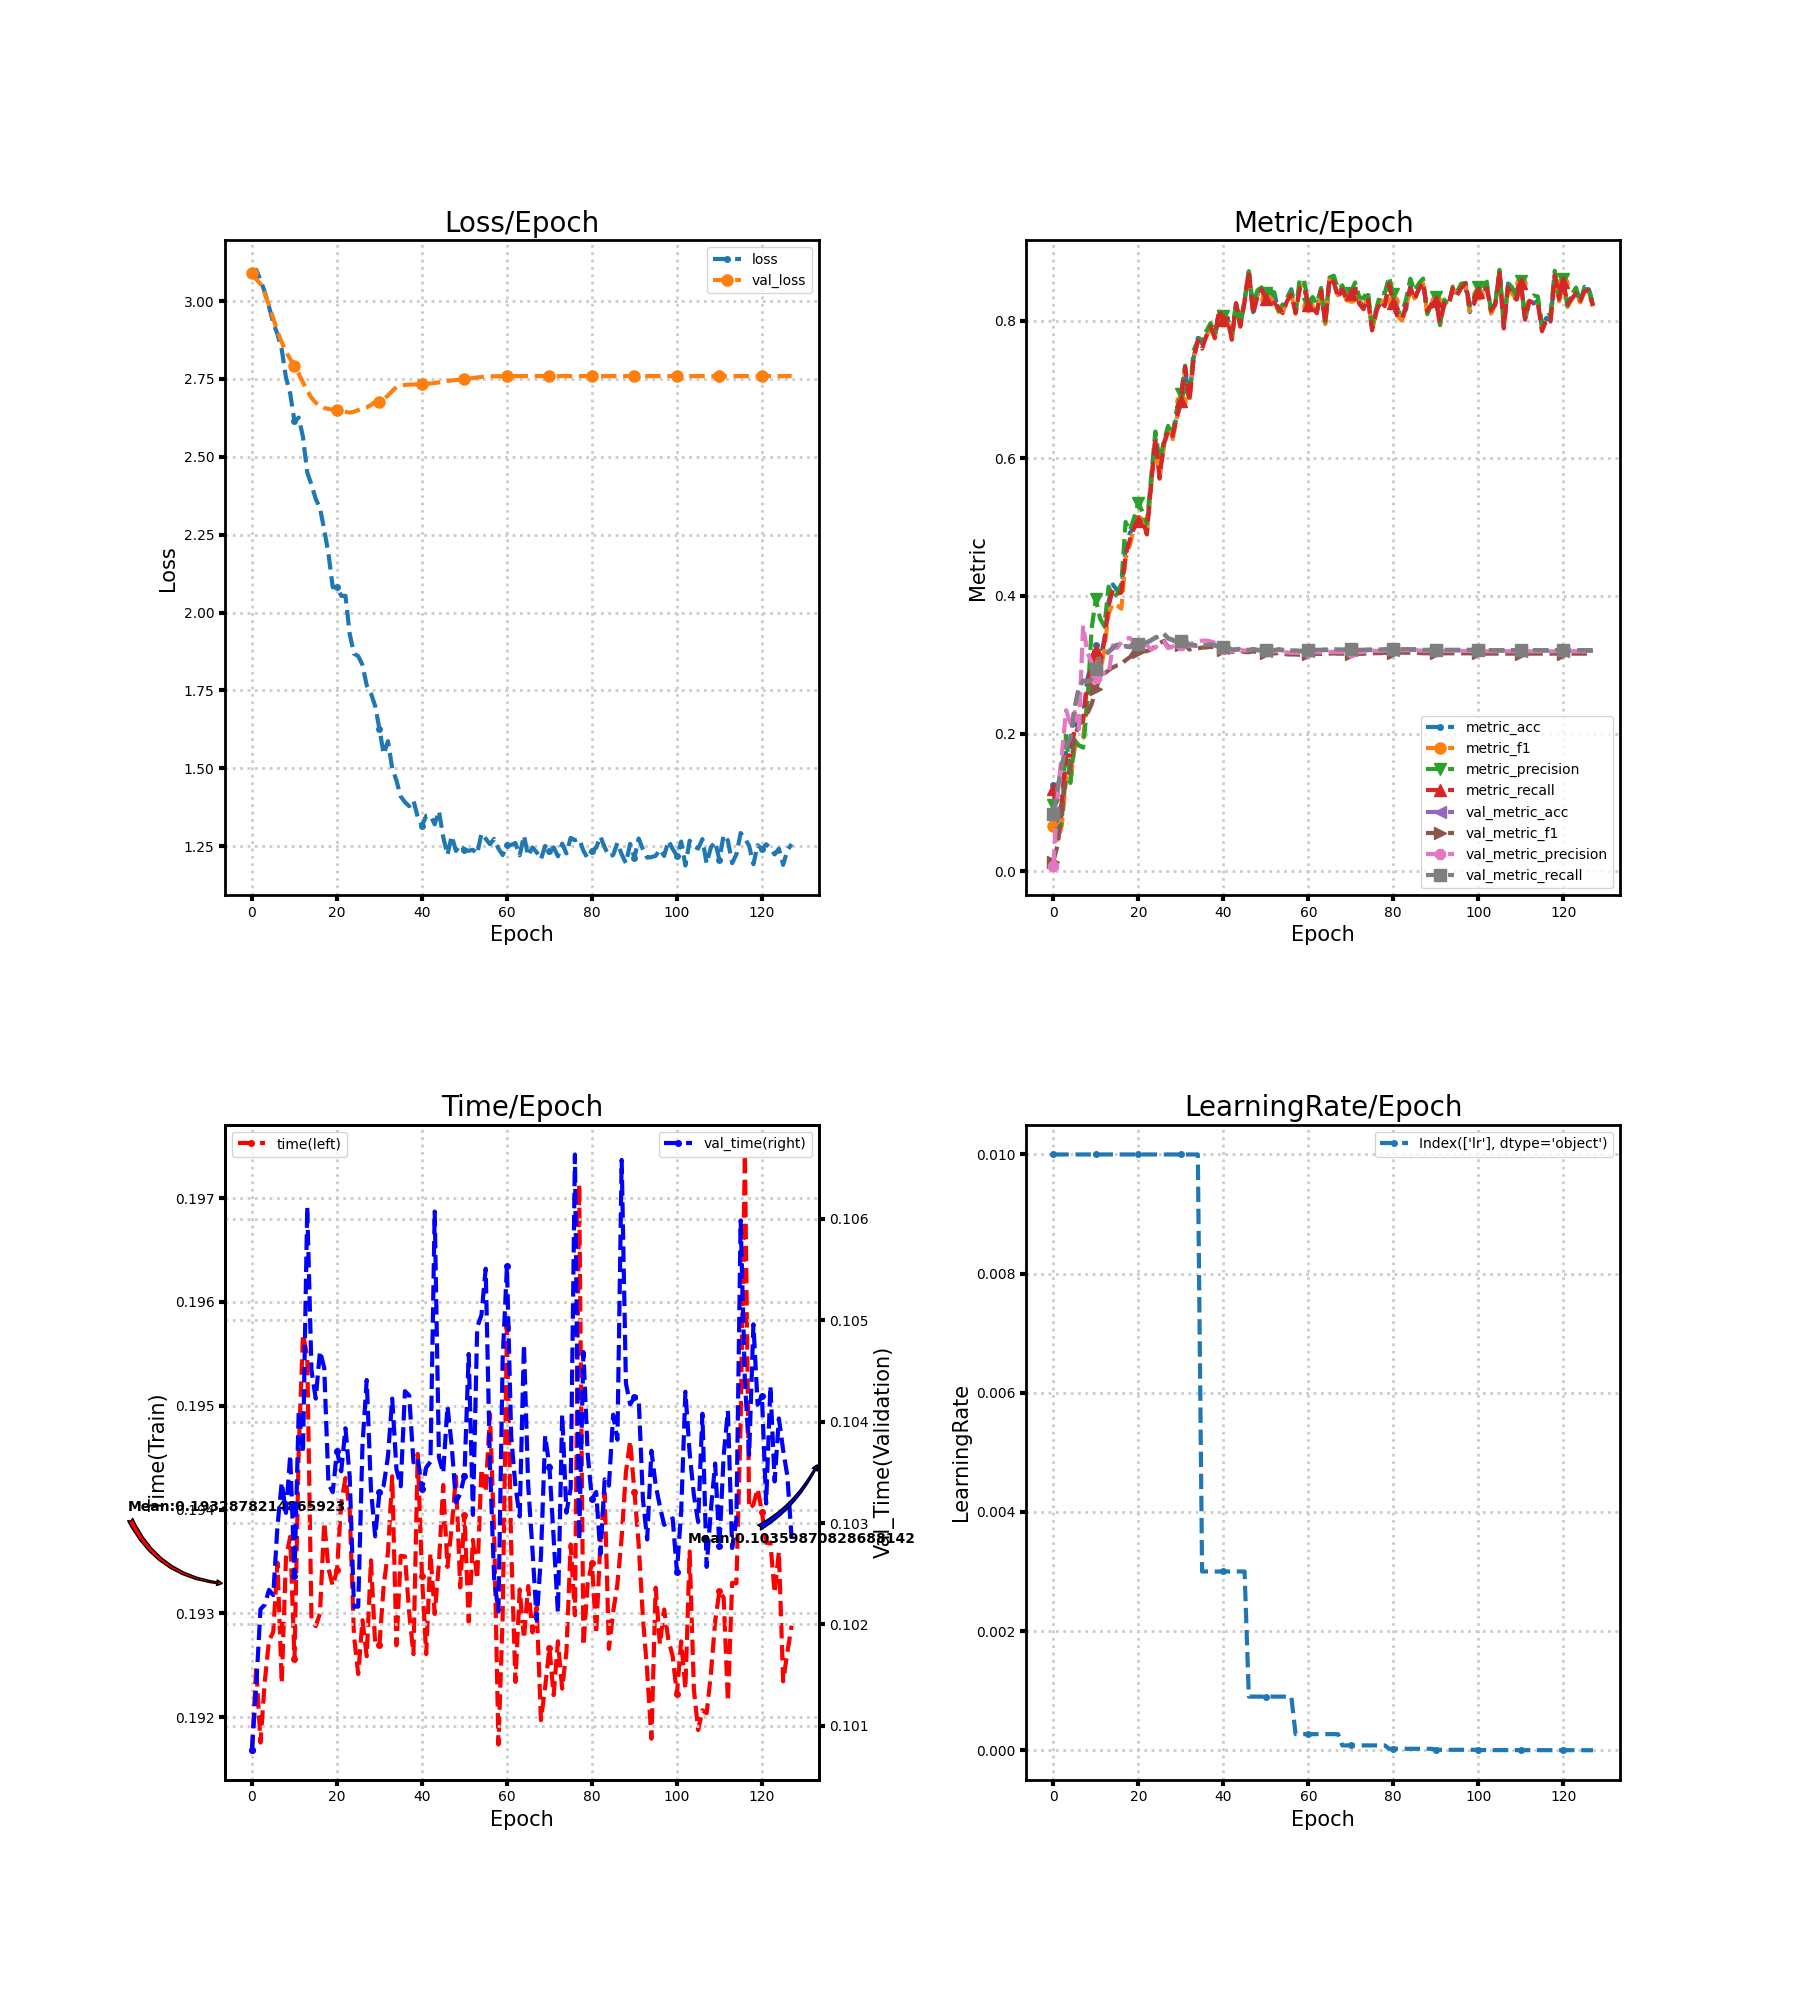 Loss/Epoch
loss
val_loss
3.00
2.75
2.50
2.25
2.00
1.75
1.50
1.25
Loss
0
20
40
60
80
100
120
Epoch
Metric/Epoch
0.8
0.6
0.4
0.2
0.0
Metric
metric_acc
metric_f1
metric_precision
metric_recall
val_metric_acc
val_metric_f1
val_metric_precision
val_metric_recall
0
20
40
60
80
100
120
Epoch
Time/Epoch
time(left)
val_time(right)
0.197
0.196
0.195
0.194
0.193
0.192
Time(Train)
0.106
0.105
0.104
0.103
0.102
0.101
Val_Time(Validation)
0
20
40
60
80
100
120
Epoch
LearningRate/Epoch
Index(['lr'], dtype='object')
0.010
0.008
0.006
0.004
0.002
0.000
LearningRate
0
20
40
60
80
100
120
Epoch